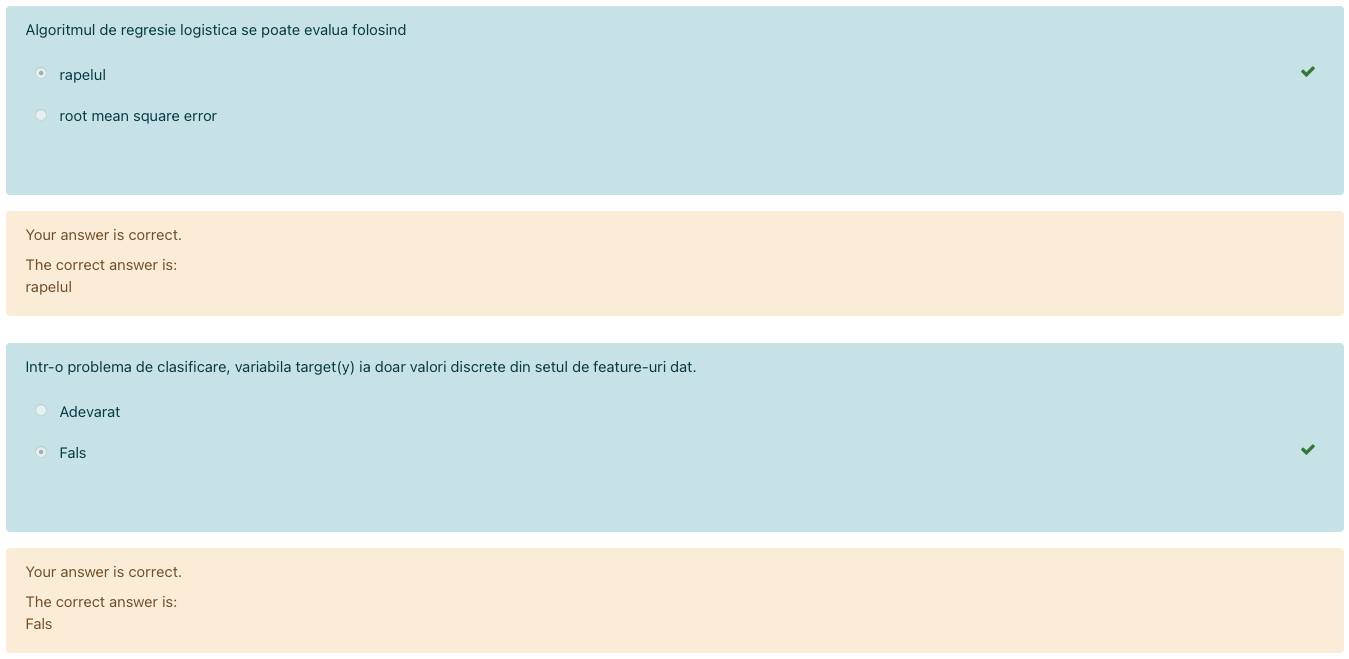 Algoritmul de regresie logistica se poate evalua folosind
rapelul
root mean square error
Your answer is correct.
The correct answer is:
rapelul
Intr-o problema de clasificare, variabila target(y) ia doar valori discrete din setul de feature-uri dat.
Adevarat
Fals
Your answer is correct.
The correct answer is:
Fals